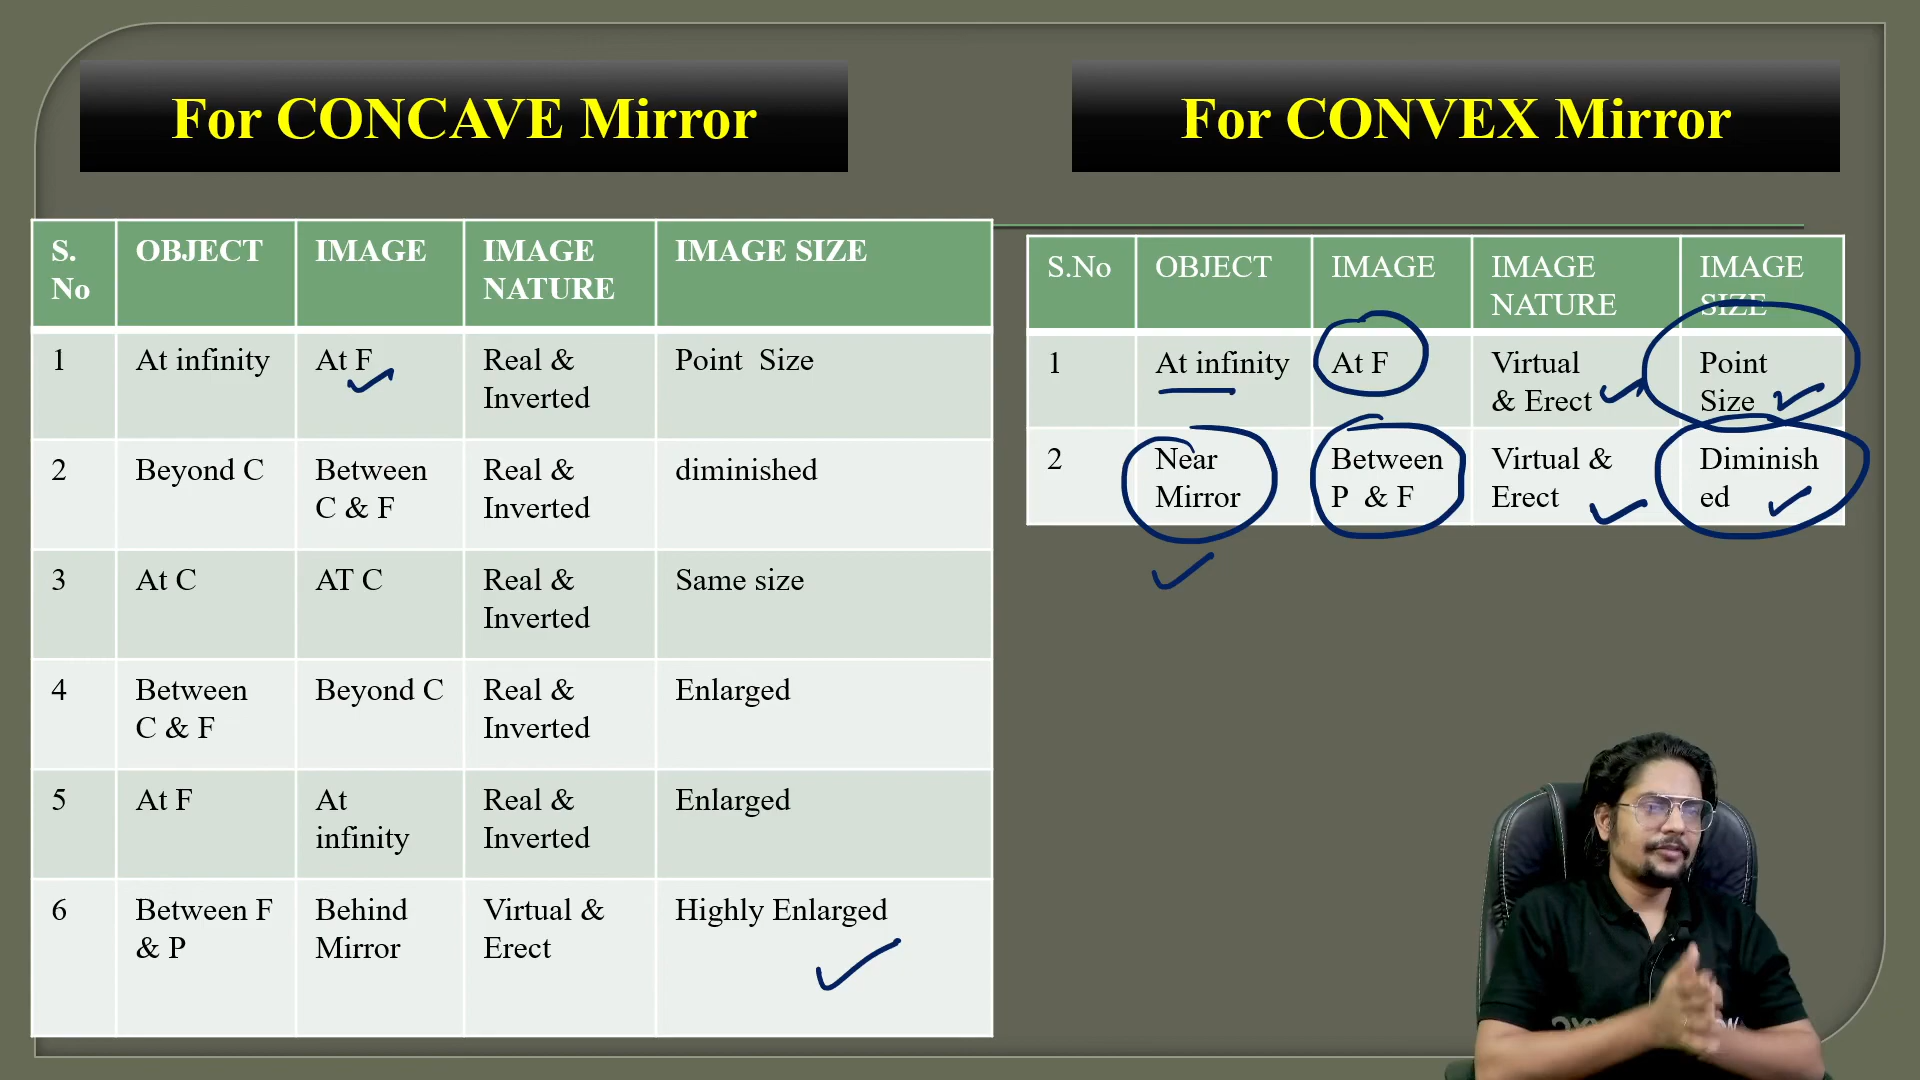 For CONCAVE Mirror
For CONVEX Mirror
S. No OBJECT IMAGE IMAGE NATURE IMAGE SIZE
1 At infinity At F Real & Inverted Point Size
2 Beyond C Between C & F Real & Inverted diminished
3 At C AT C Real & Inverted Same size
4 Between C & F Beyond C Real & Inverted Enlarged
5 At F At infinity Real & Inverted Enlarged
6 Between F & P Behind Mirror Virtual & Erect Highly Enlarged
S.No OBJECT IMAGE IMAGE NATURE IMAGE SIZE
1 At infinity At F Virtual & Erect Point Size
2 Near Mirror Between P & F Virtual & Erect Diminished